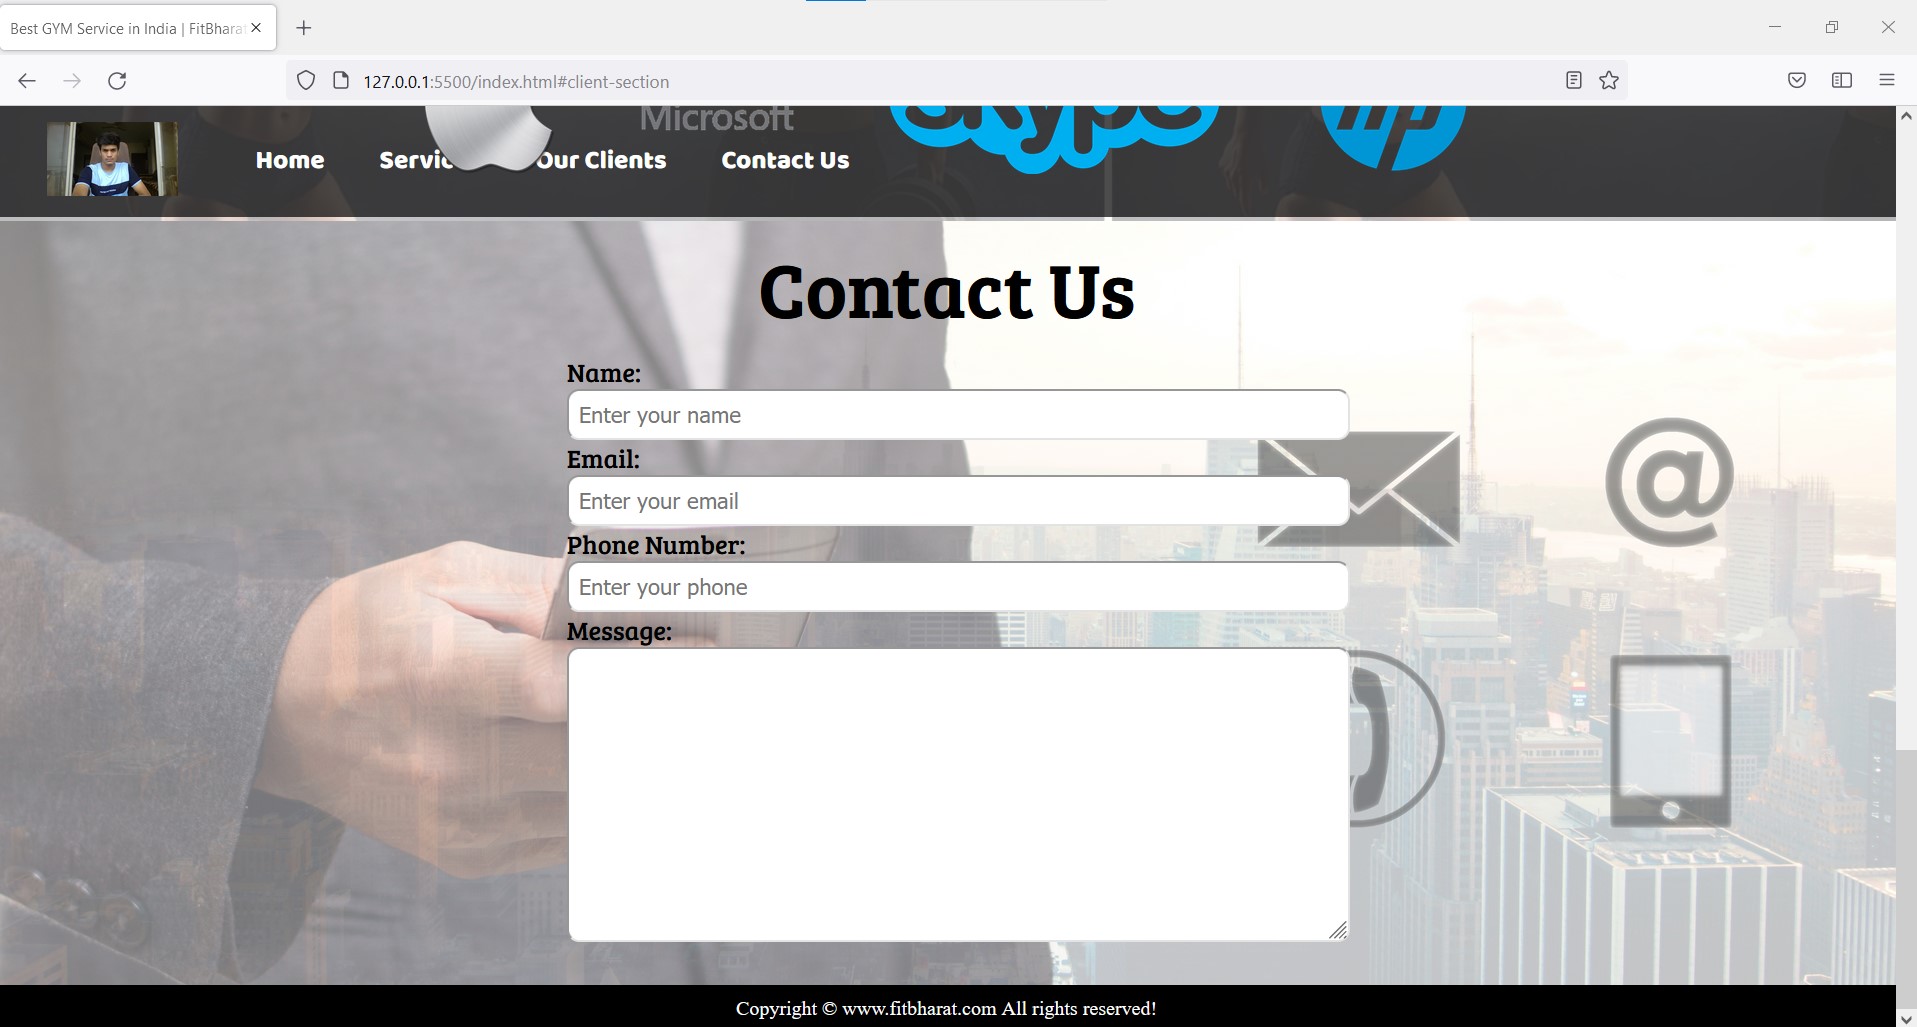 Best GYM Service in India | FitBharat
127.0.0.1:5500/index.html#client-section
Microsoft
skype
hp
Home Servic Our Clients Contact Us
Contact Us
Name:
Enter your name
Email:
Enter your email
@
Phone Number:
Enter your phone
Message:
Copyright © www.fitbharat.com All rights reserved!